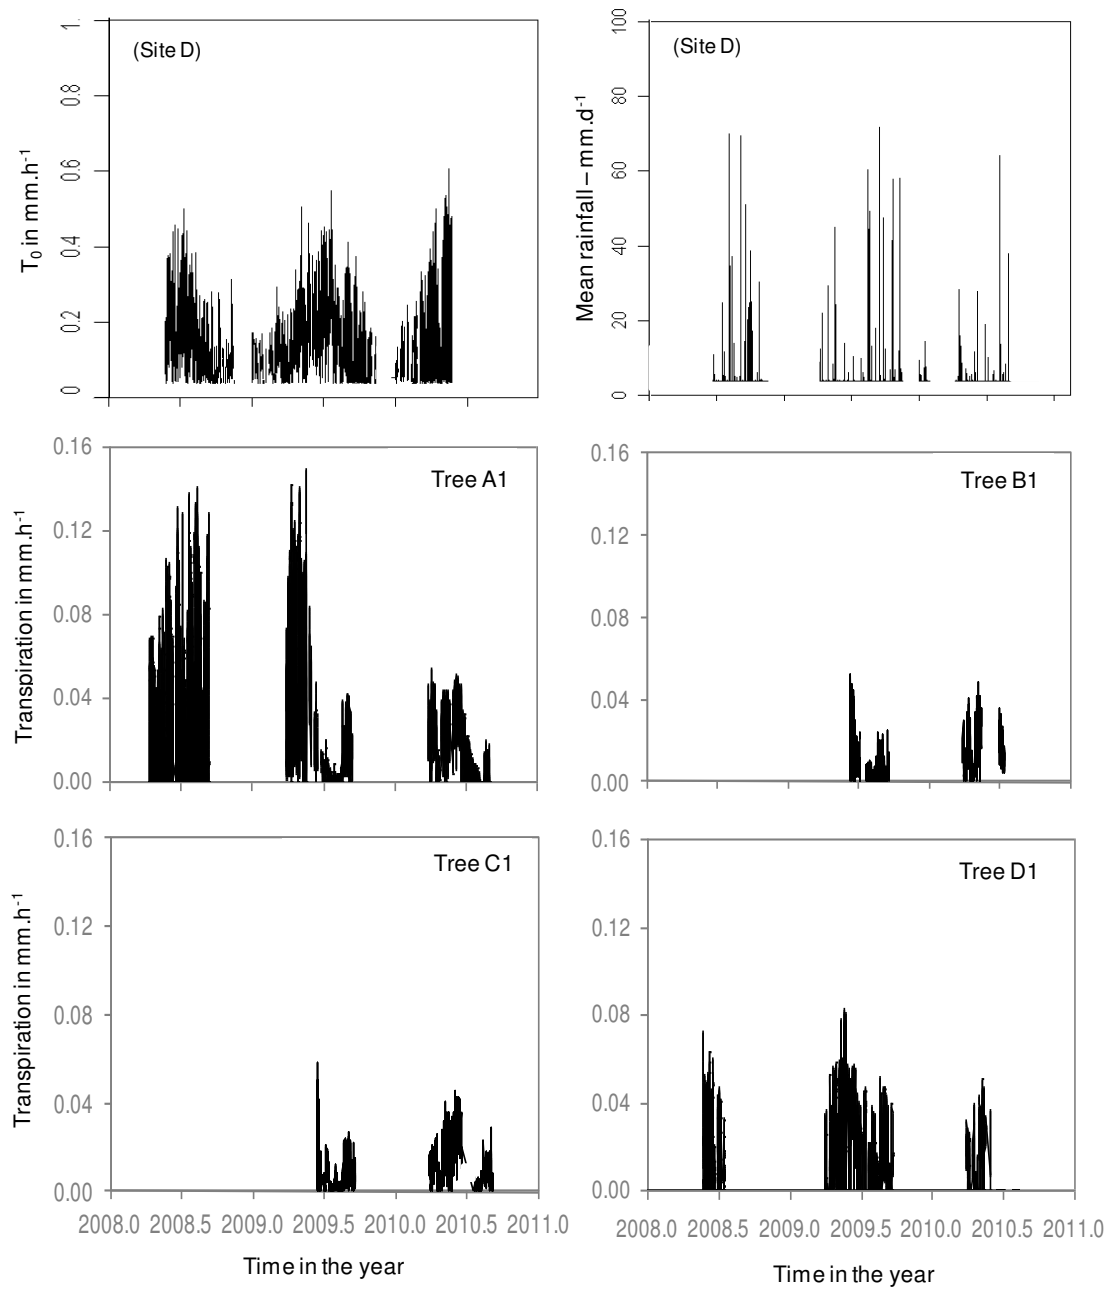 (Site D)
T0 in mm.h-1
1.
0.8
0.6
0.4
0.2
0
(Site D)
Mean rainfall – mm.d-1
100
80
60
40
20
0
Tree A1
Transpiration in mm.h-1
0.16
0.12
0.08
0.04
0.00
Tree B1
0.16
0.12
0.08
0.04
0.00
Tree C1
Transpiration in mm.h-1
0.16
0.12
0.08
0.04
0.00
2008.0 2008.5 2009.0 2009.5 2010.0 2010.5 2011.0
Time in the year
Tree D1
0.16
0.12
0.08
0.04
0.00
2008.0 2008.5 2009.0 2009.5 2010.0 2010.5 2011.0
Time in the year